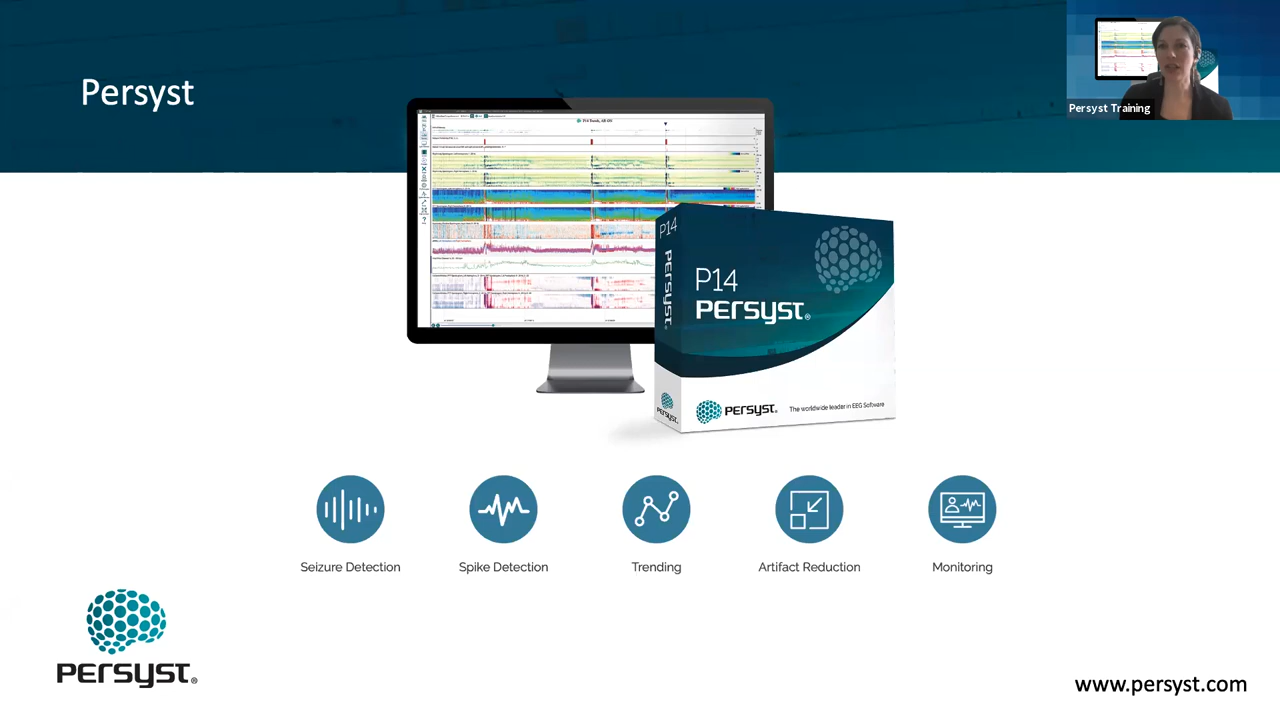 Persyst
Persyst Training
P14
PERSYST
P14
PERSYST®
PERSYST.
PERSYST®
The worldwide leader in EEG Software
Seizure Detection
Spike Detection
Trending
Artifact Reduction
Monitoring
PERSYST®
www.persyst.com